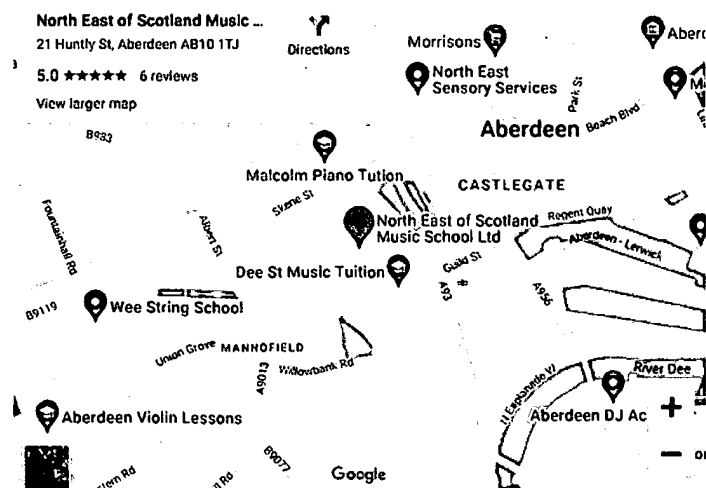 North East of Scotland Music ...
21 Huntly St, Aberdeen AB10 1TJ
5.0 ★★★★★ 6 reviews
View larger map
Directions
Morrisons
North East
Sensory Services
Park St
Beach Blvd
Aberdeen
B983
Malcolm Piano Tution
CASTLEGATE
Skene St
Fountainhall Rd
Albert St
North East of Scotland
Music School Ltd
Regent Quay
Aberdeen - Lerwick
Guild St
Dee St Music Tuition
A93
A956
B9119
Wee String School
Union Grove
MANNOFIELD
A9013
Willowbank Rd
River Dee
Aberdeen DJ Ac
Aberdeen Violin Lessons
B9077
Google